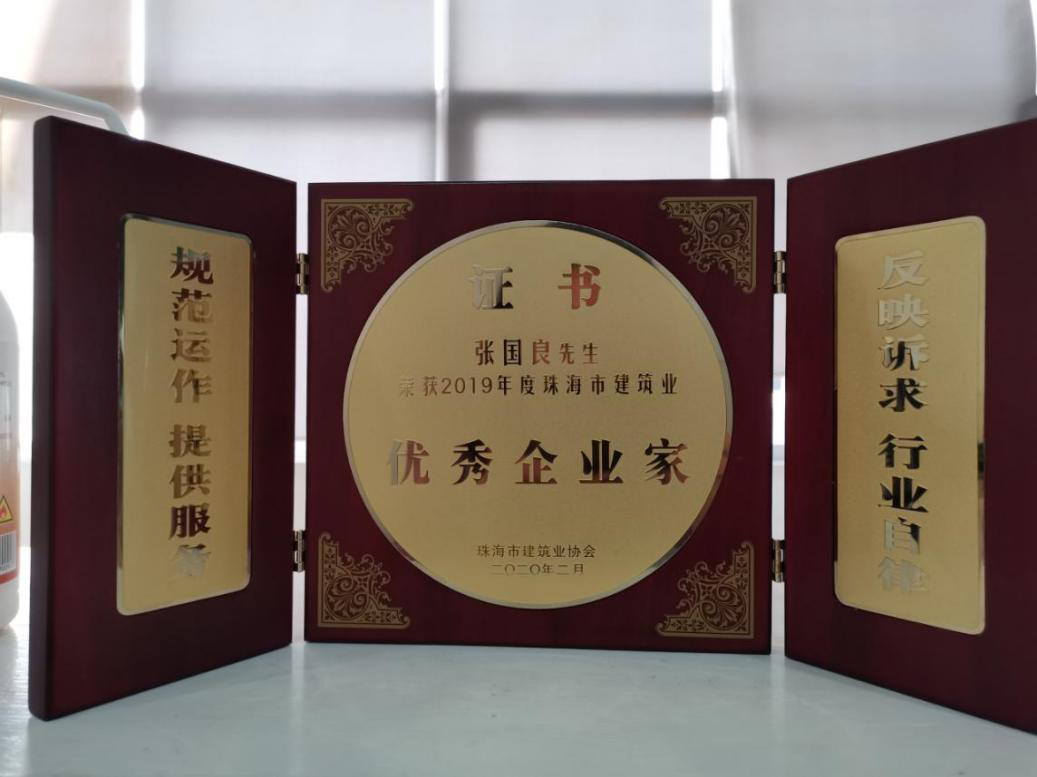 规范运作 提供服务
证书
张国良先生
荣获2019年度珠海市建筑业
优秀企业家
珠海市建筑业协会
二〇二〇年二月
反映诉求 行业自律